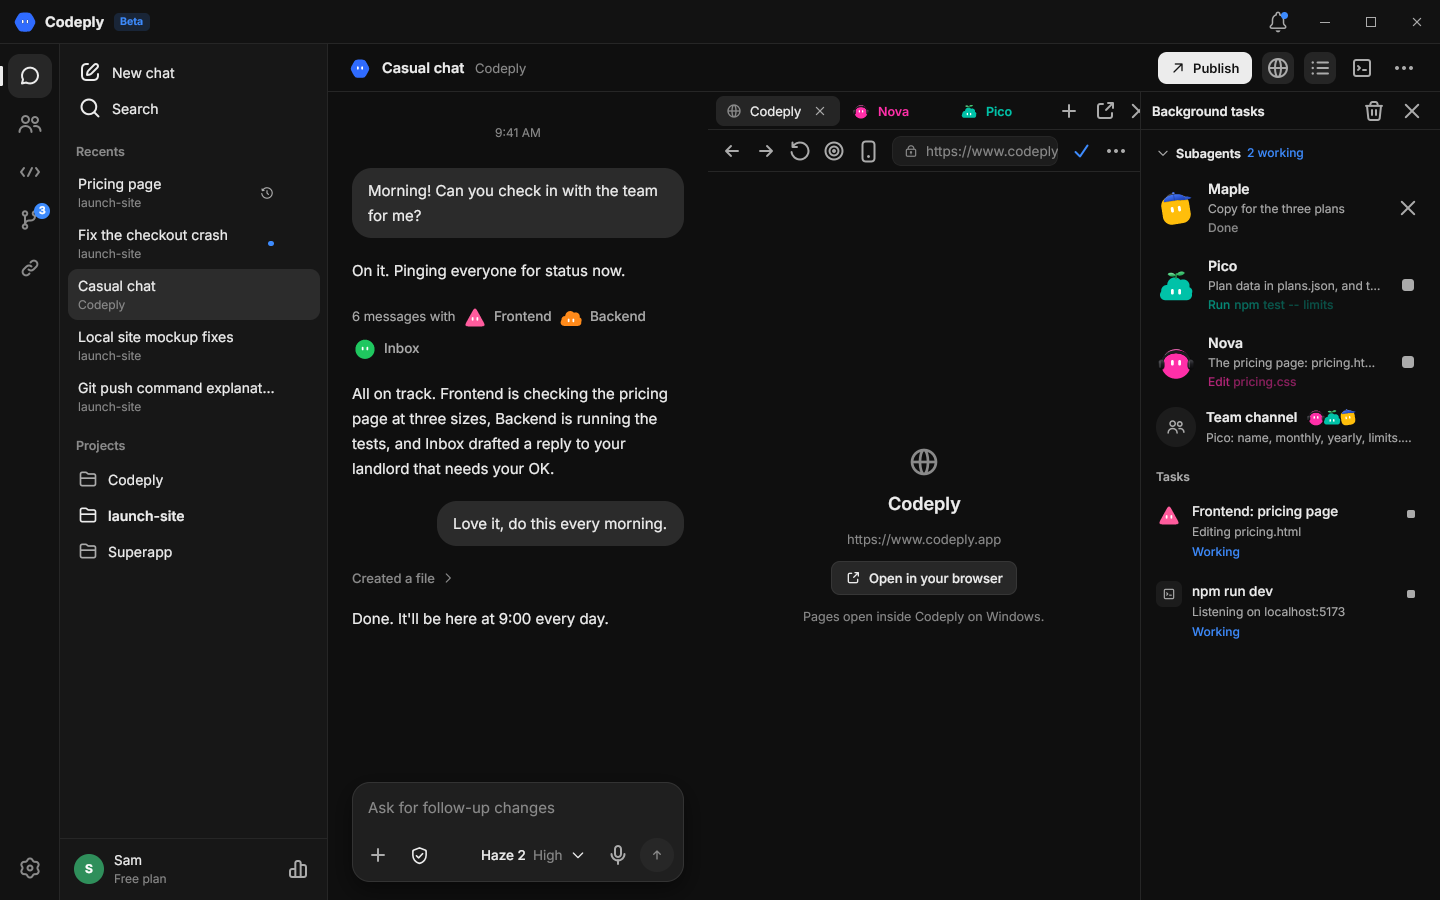 Codeply Beta
New chat
Search
Recents
Pricing page
launch-site
Fix the checkout crash
launch-site
Casual chat
Codeply
Local site mockup fixes
launch-site
Git push command explanat...
launch-site
Projects
Codeply
launch-site
Superapp
S
Sam
Free plan
3
Casual chat Codeply
Publish
9:41 AM
Morning! Can you check in with the team
for me?
On it. Pinging everyone for status now.
6 messages with Frontend Backend
Inbox
All on track. Frontend is checking the pricing
page at three sizes, Backend is running the
tests, and Inbox drafted a reply to your
landlord that needs your OK.
Love it, do this every morning.
Created a file
Done. It'll be here at 9:00 every day.
Ask for follow-up changes
Haze 2 High
Codeply
Nova
Pico
https://www.codeply
Codeply
https://www.codeply.app
Open in your browser
Pages open inside Codeply on Windows.
Background tasks
Subagents 2 working
Maple
Copy for the three plans
Done
Pico
Plan data in plans.json, and t...
Run npm test -- limits
Nova
The pricing page: pricing.ht...
Edit pricing.css
Team channel
Pico: name, monthly, yearly, limits....
Tasks
Frontend: pricing page
Editing pricing.html
Working
npm run dev
Listening on localhost:5173
Working